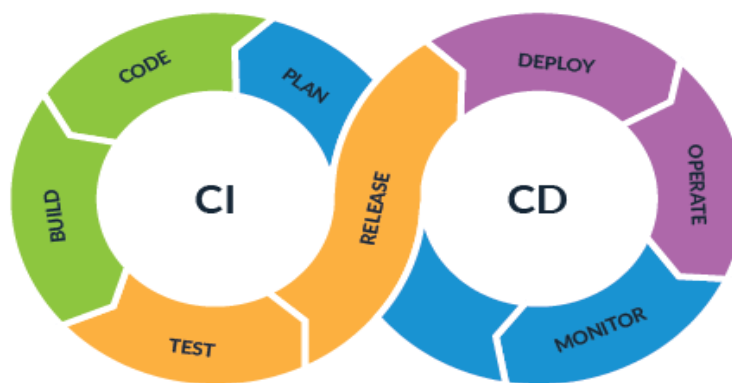 PLAN
CODE
BUILD
TEST
RELEASE
DEPLOY
OPERATE
MONITOR
CI
CD